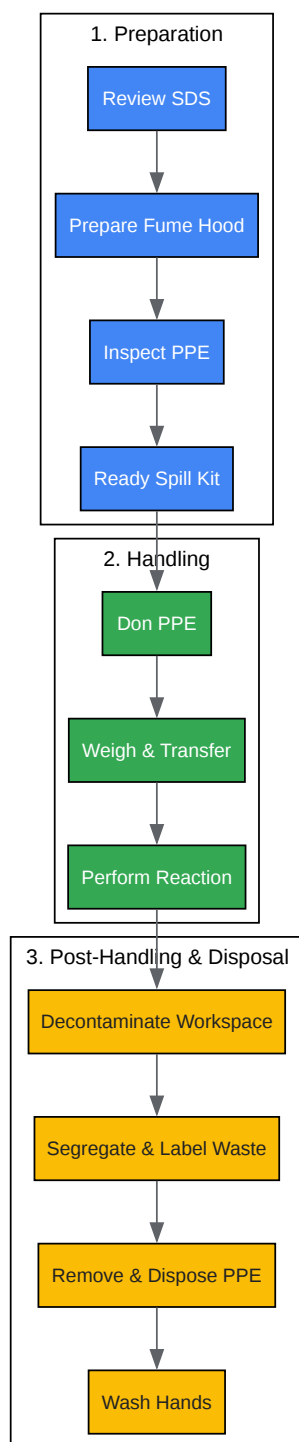 1. Preparation
Review SDS
Prepare Fume Hood
Inspect PPE
Ready Spill Kit
2. Handling
Don PPE
Weigh & Transfer
Perform Reaction
3. Post-Handling & Disposal
Decontaminate Workspace
Segregate & Label Waste
Remove & Dispose PPE
Wash Hands